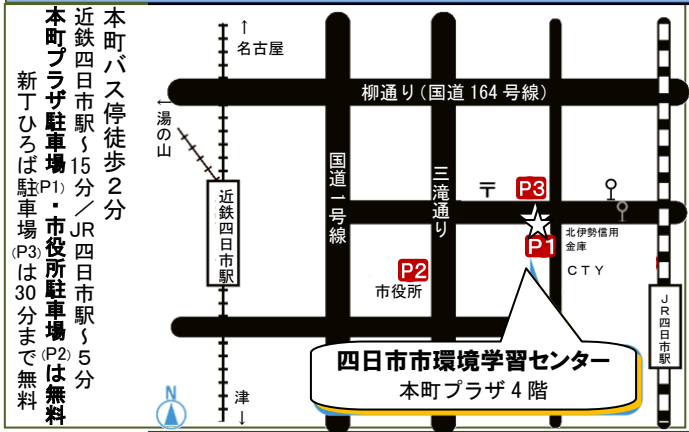 本町バス停徒歩２分
近鉄四日市駅～15分／JR四日市駅～５分
本町プラザ駐車場(P1)・市役所駐車場(P2)は無料
新丁ひろば駐車場(P3)は30分まで無料
↑
名古屋
←湯の山
近鉄四日市駅
津
↓
N
柳通り（国道164号線）
国道１号線
三滝通り
〒
P3
P1
P2
市役所
北伊勢信用
金庫
ＣＴＹ
ＪＲ四日市駅
四日市市環境学習センター
本町プラザ４階